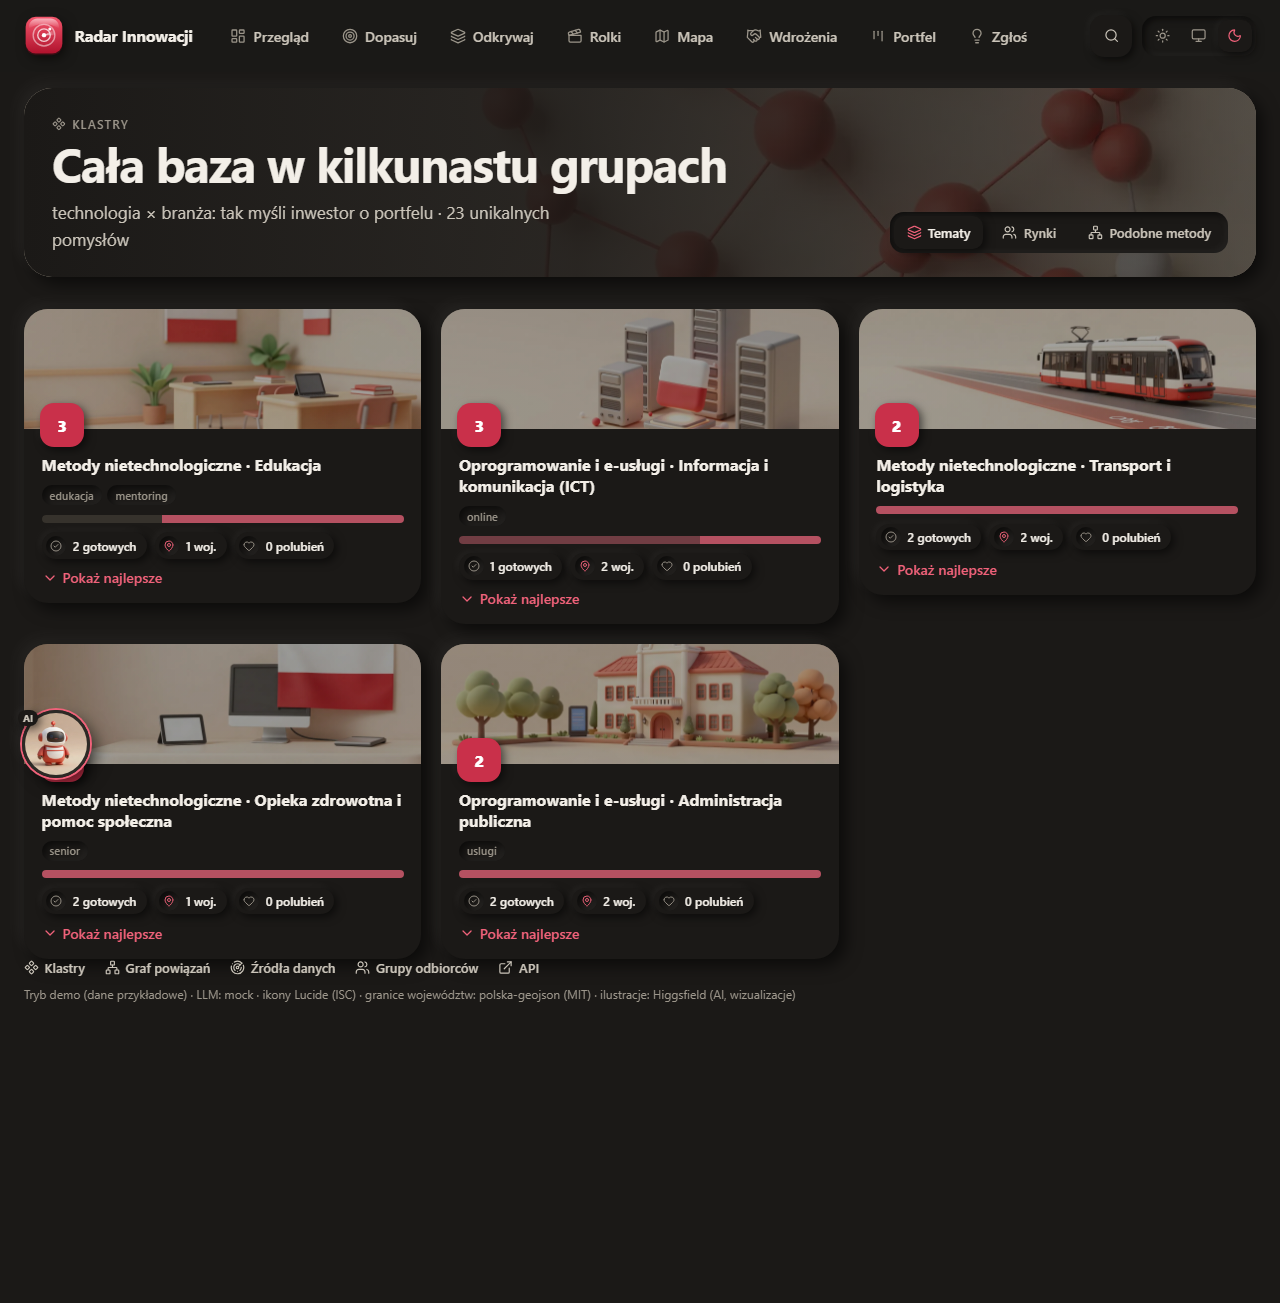 Radar Innowacji
Przegląd
Dopasuj
Odkrywaj
Rolki
Mapa
Wdrożenia
Portfel
Zgłoś
KLASTRY
Cała baza w kilkunastu grupach
technologia × branża: tak myśli inwestor o portfelu · 23 unikalnych
pomysłów
Tematy
Rynki
Podobne metody
3
Metody nietechnologiczne · Edukacja
edukacja
mentoring
2 gotowych
1 woj.
0 polubień
Pokaż najlepsze
3
Oprogramowanie i e-usługi · Informacja i
komunikacja (ICT)
online
1 gotowych
2 woj.
0 polubień
Pokaż najlepsze
2
Metody nietechnologiczne · Transport i
logistyka
2 gotowych
2 woj.
0 polubień
Pokaż najlepsze
AI
Metody nietechnologiczne · Opieka zdrowotna i
pomoc społeczna
senior
2 gotowych
1 woj.
0 polubień
Pokaż najlepsze
2
Oprogramowanie i e-usługi · Administracja
publiczna
uslugi
2 gotowych
2 woj.
0 polubień
Pokaż najlepsze
Klastry
Graf powiązań
Źródła danych
Grupy odbiorców
API
Tryb demo (dane przykładowe) · LLM: mock · ikony Lucide (ISC) · granice województw: polska-geojson (MIT) · ilustracje: Higgsfield (AI, wizualizacje)